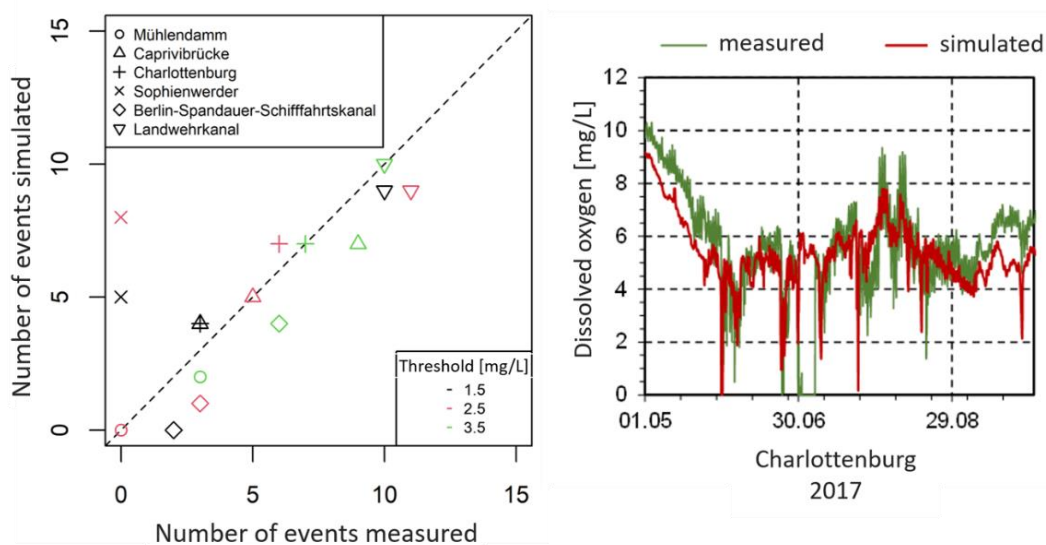 Number of events simulated
15
10
5
0
Mühlendamm
Caprivibrücke
Charlottenburg
Sophienwerder
Berlin-Spandauer-Schifffahrtskanal
Landwehrkanal
Threshold [mg/L]
- 1.5
- 2.5
- 3.5
0 5 10 15
Number of events measured
measured simulated
Dissolved oxygen [mg/L]
12
10
8
6
4
2
0
01.05 30.06 29.08
Charlottenburg
2017